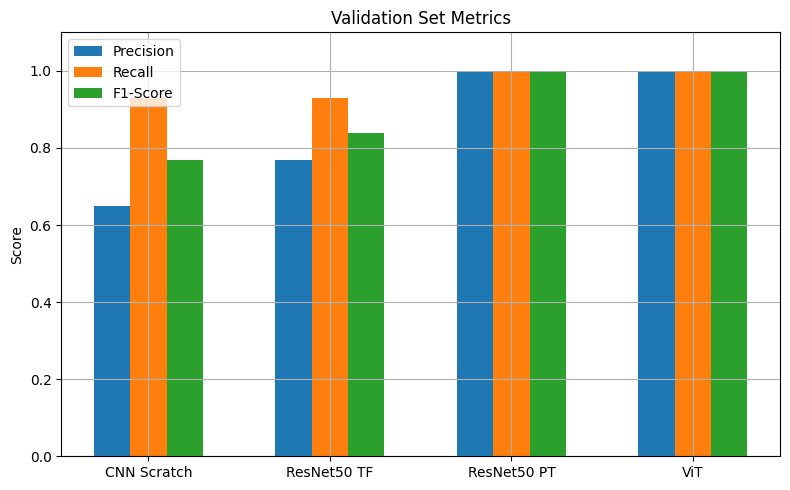 Validation Set Metrics
Precision
Recall
F1-Score
Score
1.0
0.8
0.6
0.4
0.2
0.0
CNN Scratch
ResNet50 TF
ResNet50 PT
ViT